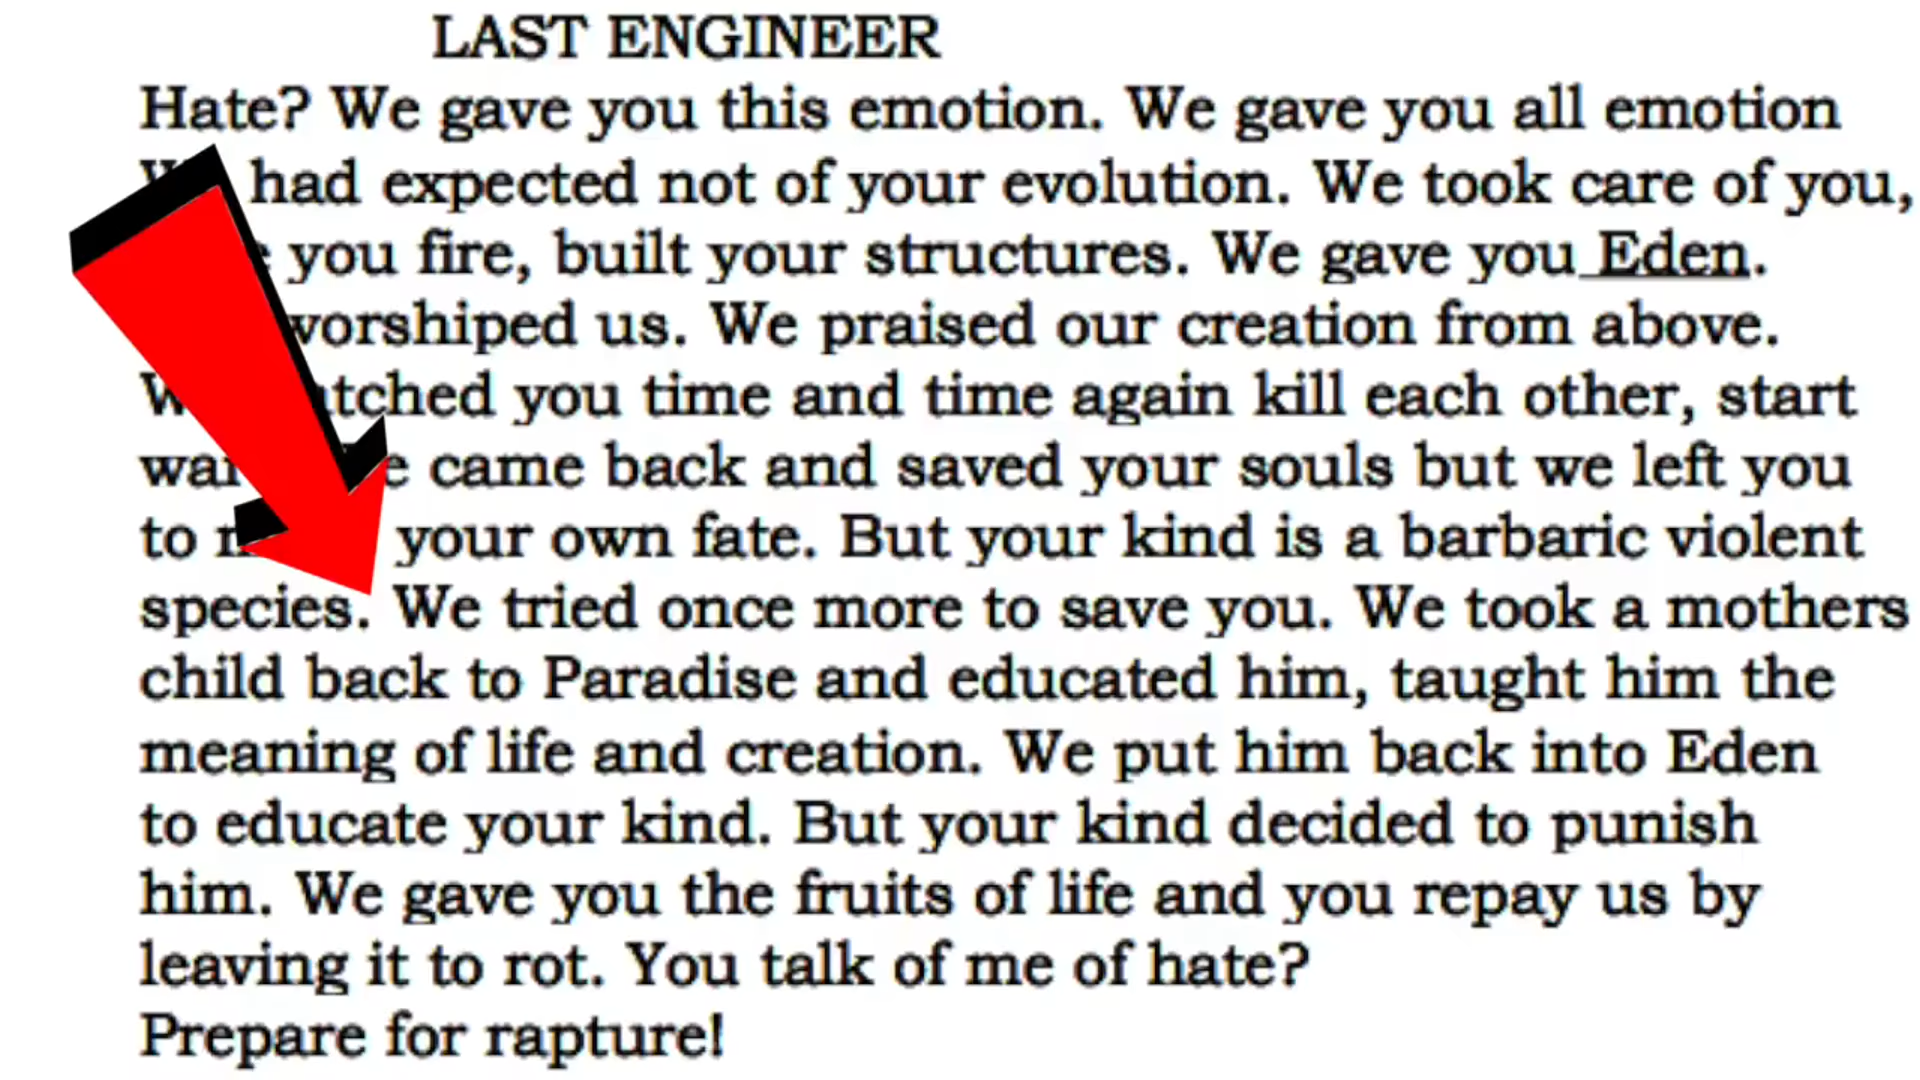 LAST ENGINEER
Hate? We gave you this emotion. We gave you all emotion
had expected not of your evolution. We took care of you,
you fire, built your structures. We gave you Eden.
worshiped us. We praised our creation from above.
you time and time again kill each other, start
came back and saved your souls but we left you
to your own fate. But your kind is a barbaric violent
species. We tried once more to save you. We took a mothers
child back to Paradise and educated him, taught him the
meaning of life and creation. We put him back into Eden
to educate your kind. But your kind decided to punish
him. We gave you the fruits of life and you repay us by
leaving it to rot. You talk of me of hate?
Prepare for rapture!